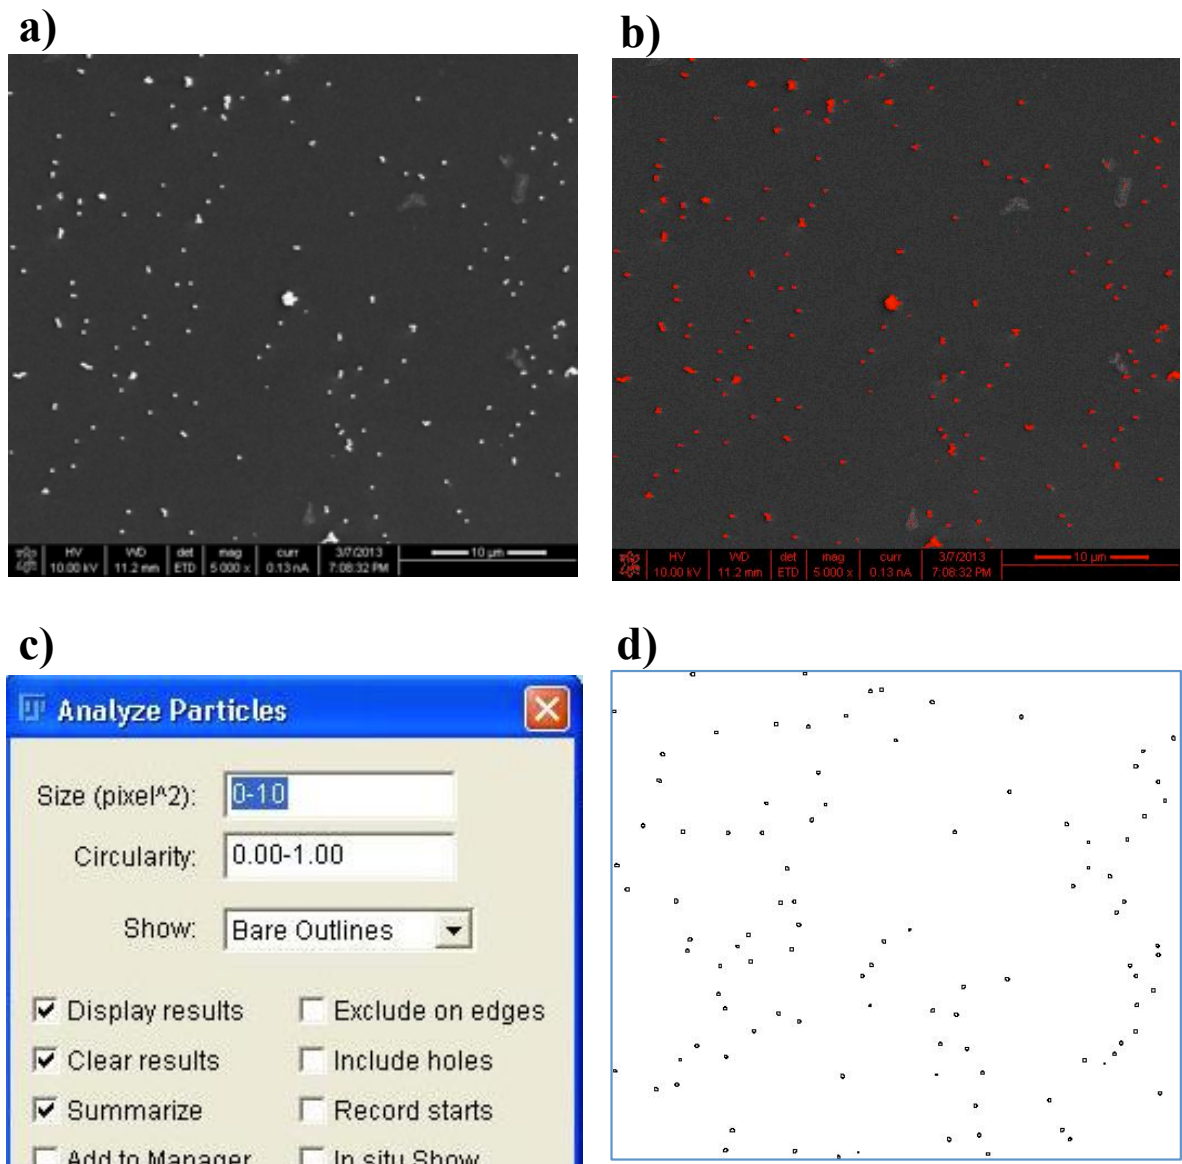 a)
b)
HV WD det mag curr 3/7/2013 10 µm
10.00 kV 11.2 mm ETD 5 000 x 0.13 nA 7:08:32 PM
HV WD det mag curr 3/7/2013 10 µm
10.00 kV 11.2 mm ETD 5 000 x 0.13 nA 7:08:32 PM
c)
d)
Analyze Particles
Size (pixel^2): 0-10
Circularity: 0.00-1.00
Show: Bare Outlines
Display results Exclude on edges
Clear results Include holes
Summarize Record starts
Add to Manager In situ Show